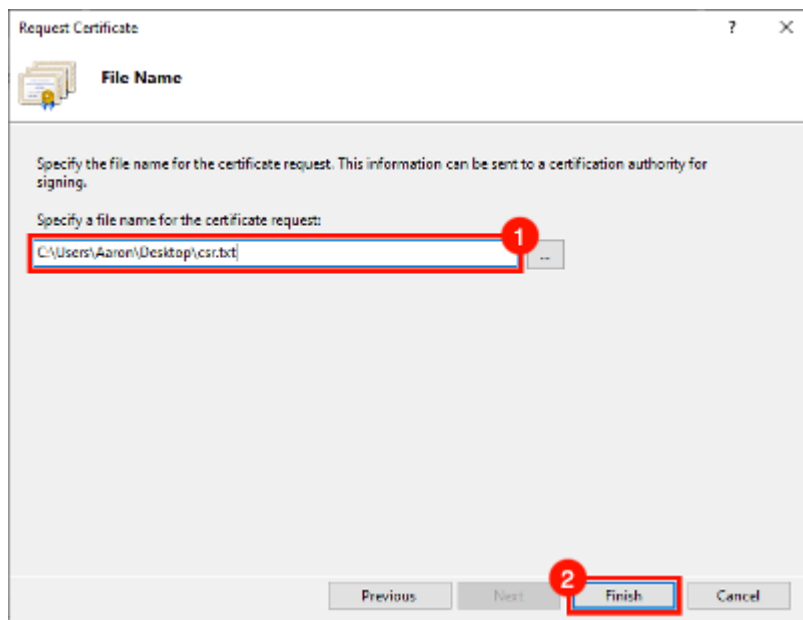 Request Certificate
?
File Name
Specify the file name for the certificate request. This information can be sent to a certification authority for
signing.
Specify a file name for the certificate request:
1
C:\Users\Aaron\Desktop\csr.txt
...
2
Previous
Next
Finish
Cancel